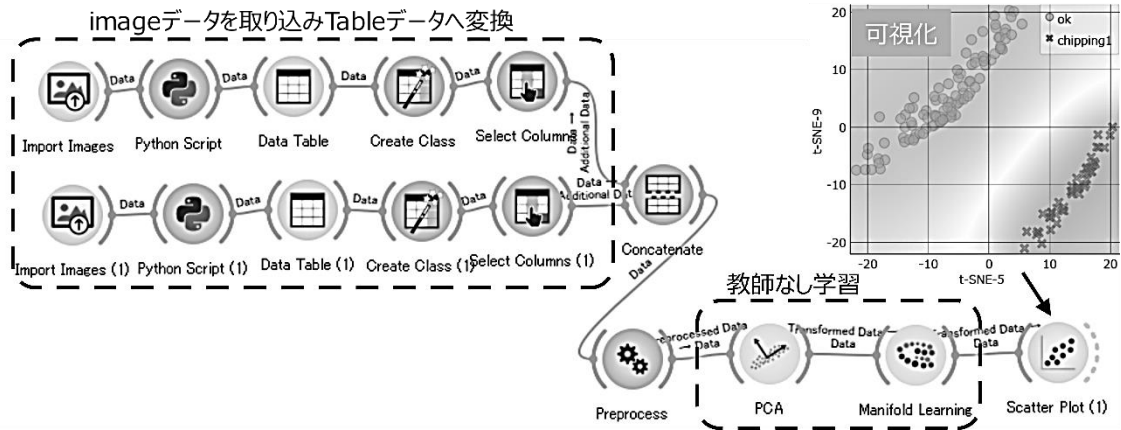 imageデータを取り込みTableデータへ変換
Data
Data
Data
Data
Data → Additional Data
Import Images
Python Script
Data Table
Create Class
Select Columns
Data
Data
Data
Data
Data → Additional Data
Import Images (1)
Python Script (1)
Data Table (1)
Create Class (1)
Select Columns (1)
Concatenate
Data
可視化
ok
chipping1
20
10
0
-10
-20
t-SNE-9
-20
-10
0
10
20
t-SNE-5
教師なし学習
Preprocessed Data → Data
Transformed Data → Data
Transformed Data → Data
Preprocess
PCA
Manifold Learning
Scatter Plot (1)